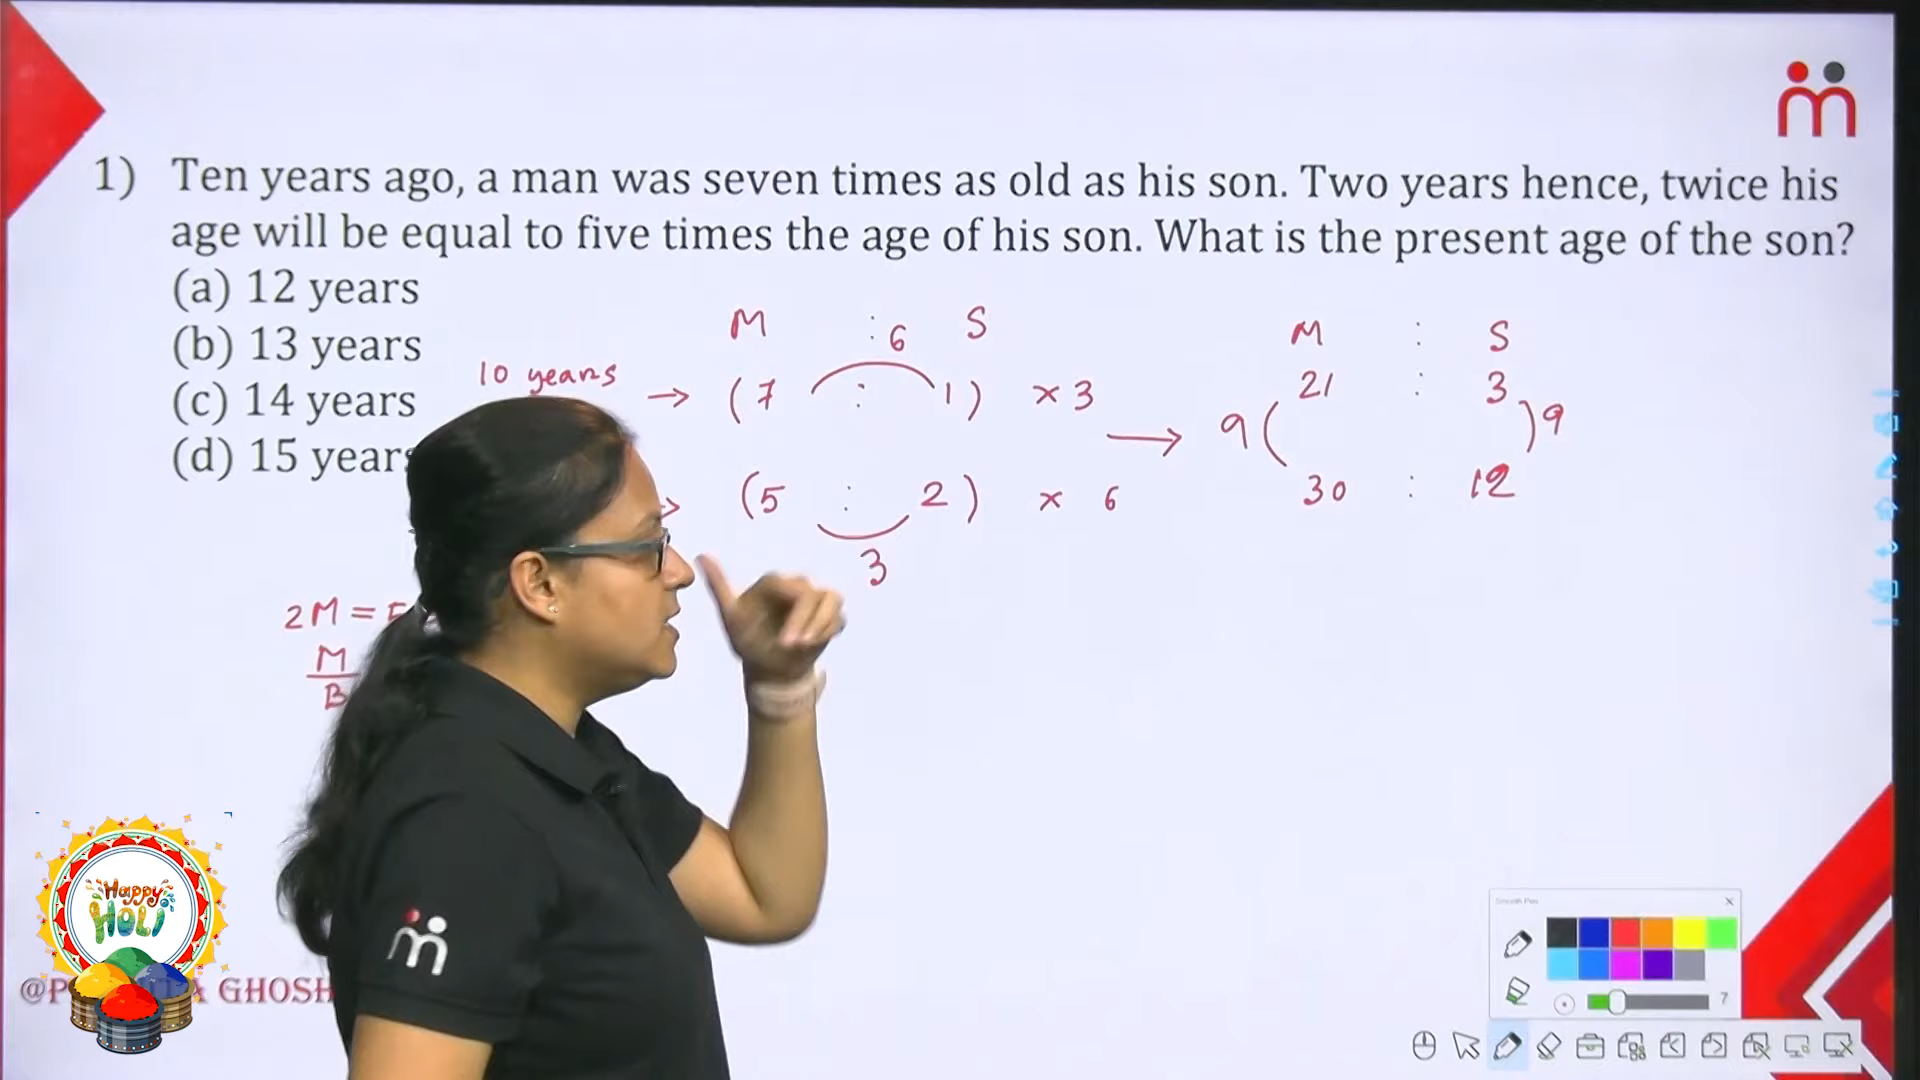 1) Ten years ago, a man was seven times as old as his son. Two years hence, twice his
age will be equal to five times the age of his son. What is the present age of the son?
(a) 12 years
(b) 13 years
(c) 14 years
(d) 15 years
M : S
6
10 years → (7 : 1) × 3
(5 : 2) × 6
3
→
M : S
21 : 3
9( )9
30 : 12
2M =
M
B
Happy
HOLI
GHOSH
7